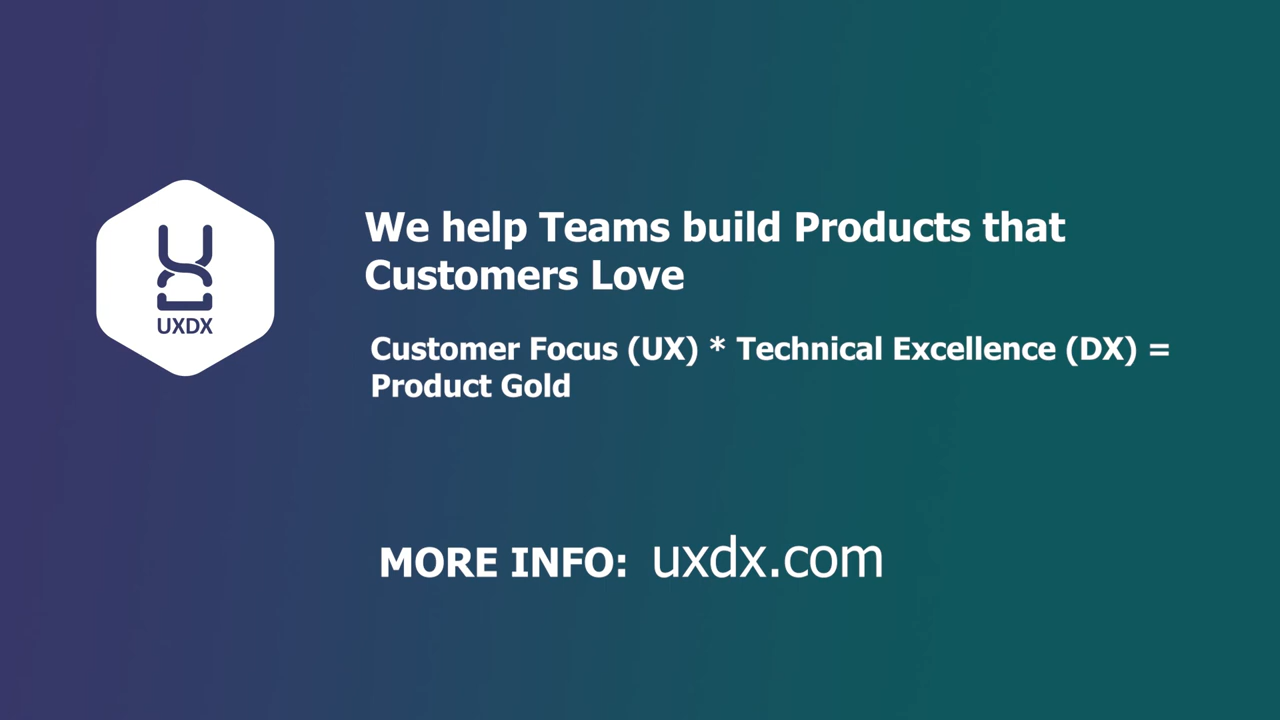 We help Teams build Products that
Customers Love
UXDX
Customer Focus (UX) * Technical Excellence (DX) =
Product Gold
MORE INFO: uxdx.com